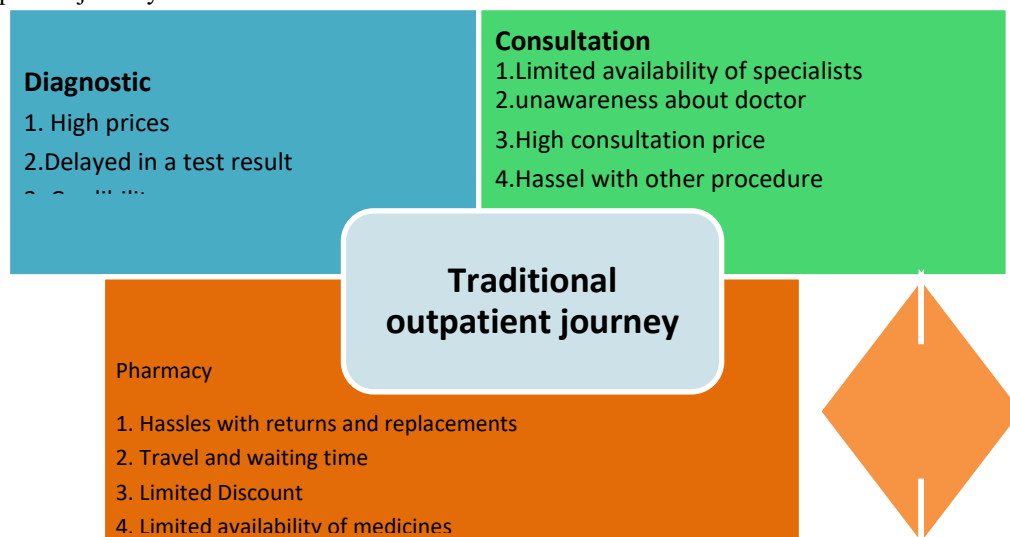 Diagnostic
1. High prices
2.Delayed in a test result
Consultation
1.Limited availability of specialists
2.unawareness about doctor
3.High consultation price
4.Hassel with other procedure
Traditional
outpatient journey
Pharmacy
1. Hassles with returns and replacements
2. Travel and waiting time
3. Limited Discount
4. Limited availability of medicines